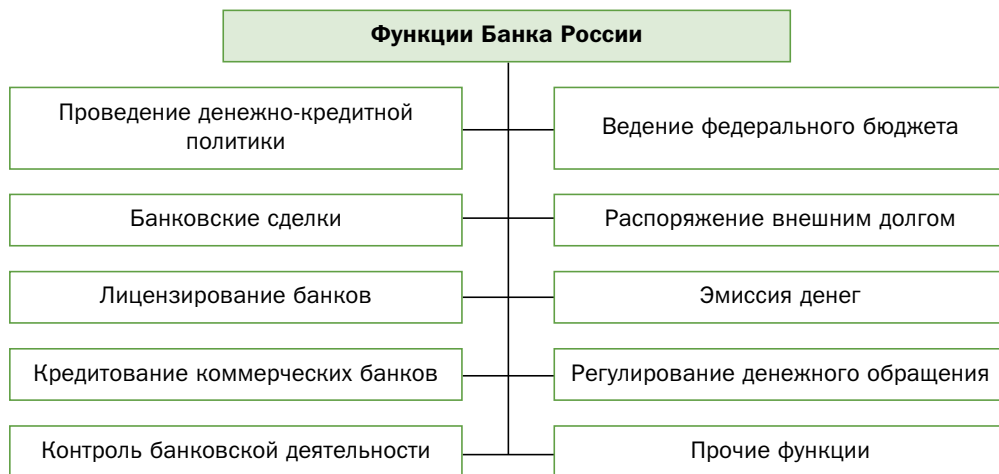 Функции Банка России
Проведение денежно-кредитной
политики
Ведение федерального бюджета
Банковские сделки
Распоряжение внешним долгом
Лицензирование банков
Эмиссия денег
Кредитование коммерческих банков
Регулирование денежного обращения
Контроль банковской деятельности
Прочие функции